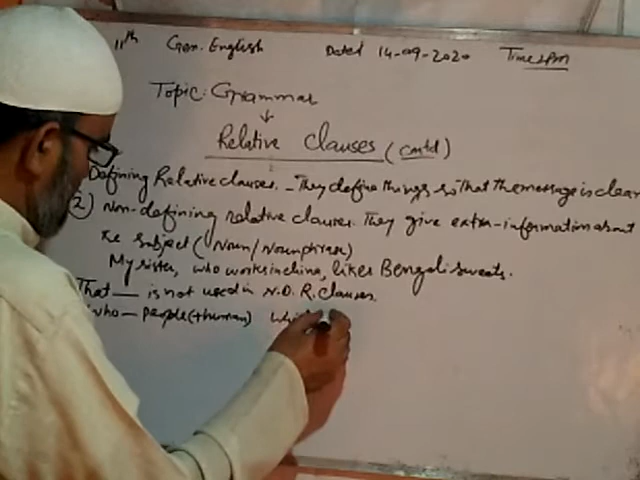 11th Gen. English Dated 14-09-2020 Time 2pm
Topic: Grammar
↓
Relative Clauses (contd)
Defining Relative clauses. - They define things so that the message is clear
2) Non-defining relative clauses. They give extra-information about
the subject (Noun/Noun phrase)
My sister, who works in china, likes Bengali sweets.
That — is not used in N.D.R. clauses.
who — people (+human) whi